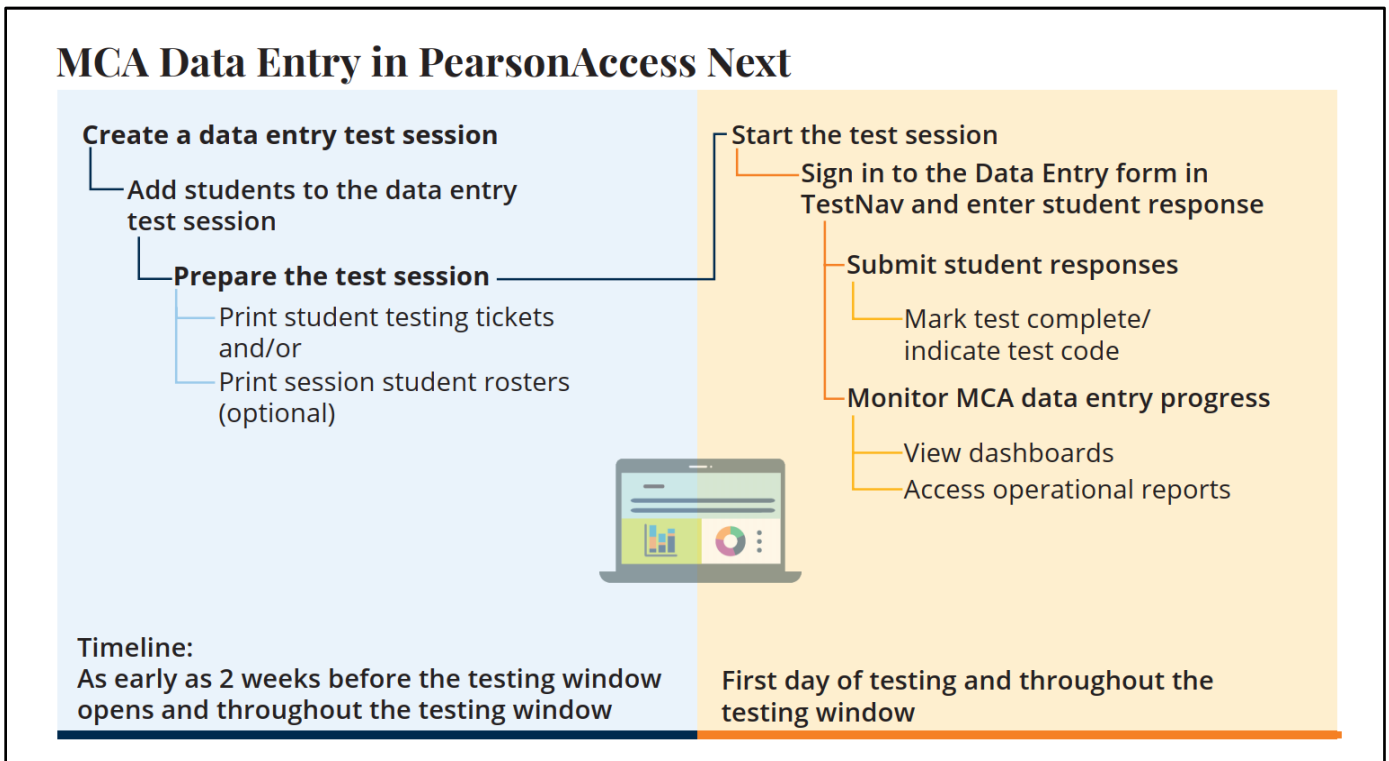 MCA Data Entry in PearsonAccess Next
Create a data entry test session
Add students to the data entry
test session
Prepare the test session
Print student testing tickets
and/or
Print session student rosters
(optional)
Timeline:
As early as 2 weeks before the testing window
opens and throughout the testing window
Start the test session
Sign in to the Data Entry form in
TestNav and enter student response
Submit student responses
Mark test complete/
indicate test code
Monitor MCA data entry progress
View dashboards
Access operational reports
First day of testing and throughout the
testing window